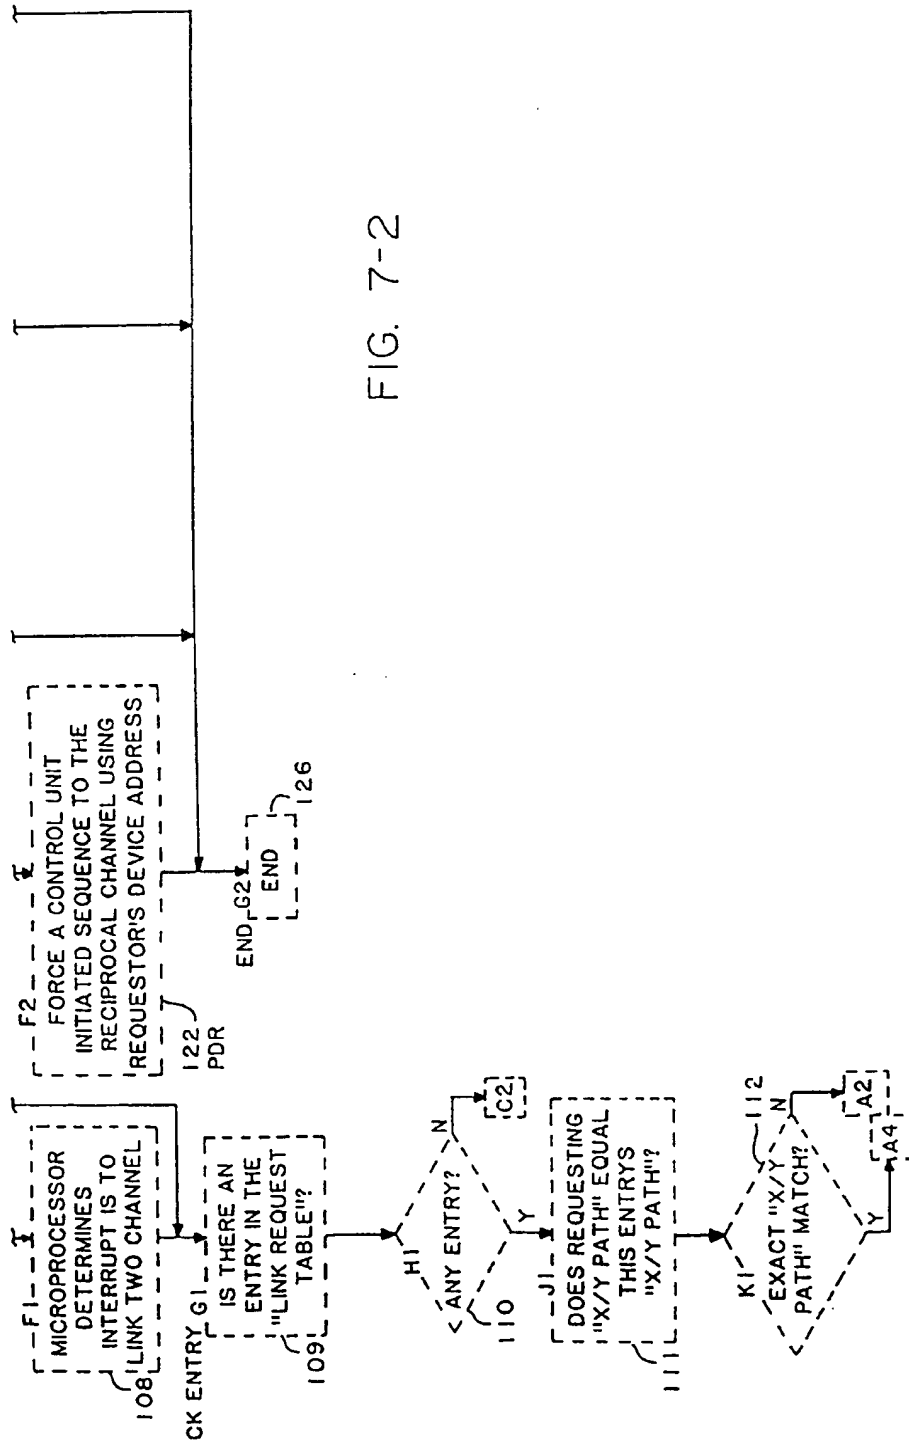 F1
MICROPROCESSOR
DETERMINES
INTERRUPT IS TO
'LINK TWO CHANNEL
108
CK ENTRY G1
IS THERE AN
ENTRY IN THE
"LINK REQUEST
TABLE"?
109
H1
ANY ENTRY?
N
C2
110
Y
J1
DOES REQUESTING
"X/Y PATH" EQUAL
THIS ENTRYS
"X/Y PATH"?
111
K1
EXACT "X/Y
PATH" MATCH?
112
N
A2
Y
A4
F2
FORCE A CONTROL UNIT
INITIATED SEQUENCE TO THE
RECIPROCAL CHANNEL USING
REQUESTOR'S DEVICE ADDRESS
122
PDR
END G2
END
126
FIG. 7-2